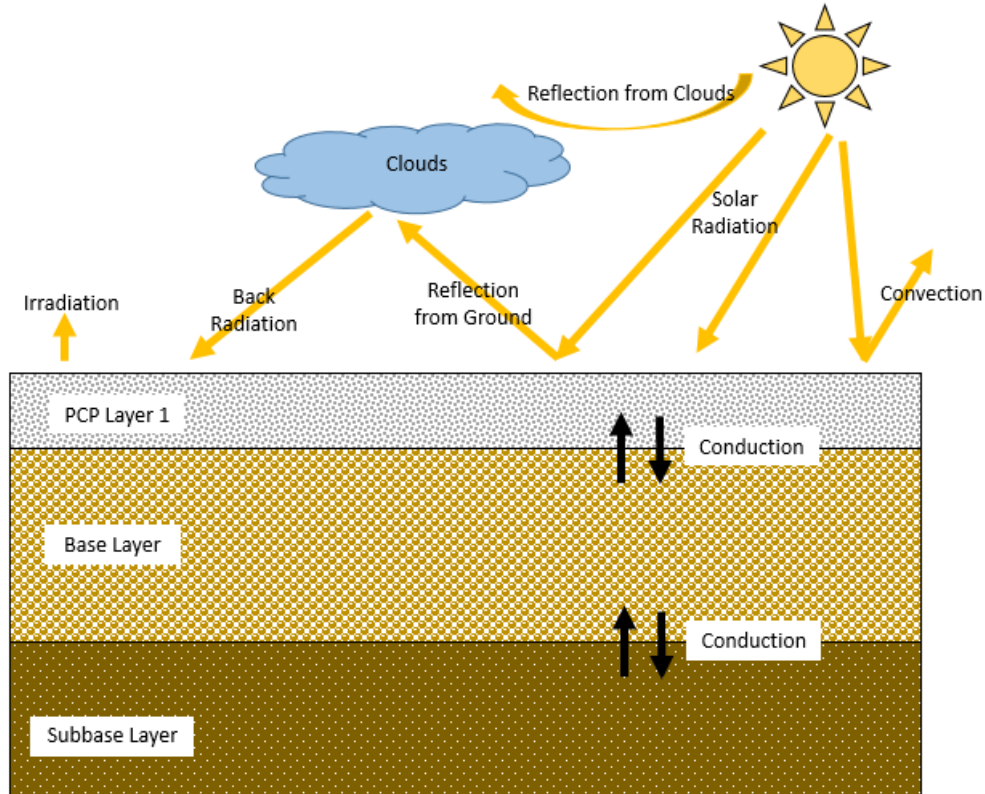 Reflection from Clouds
Clouds
Solar
Radiation
Irradiation
Back
Radiation
Reflection
from Ground
Convection
PCP Layer 1
Conduction
Base Layer
Conduction
Subbase Layer